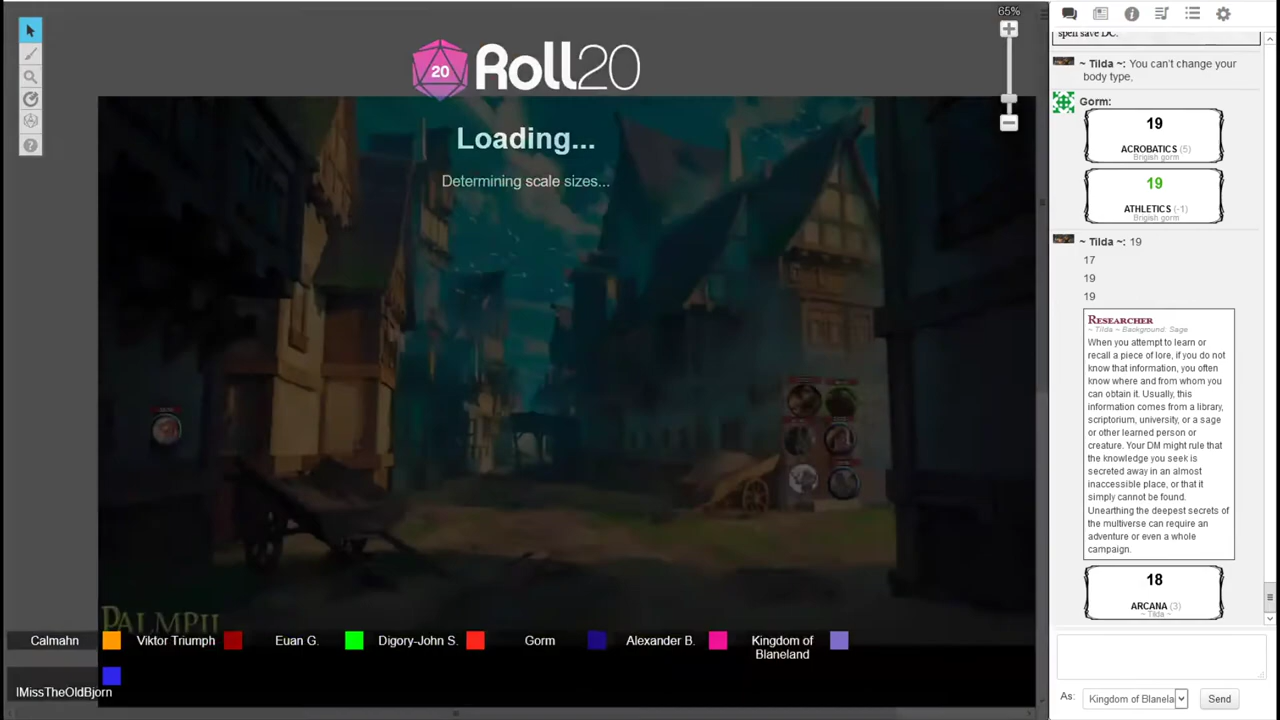 65%
20
Roll20
Loading...
Determining scale sizes...
PALMPH
Calmahn
Viktor Triumph
Euan G.
Digory-John S.
Gorm
Alexander B.
Kingdom of
Blaneland
IMissTheOldBjorn
spell save DC.
~ Tilda ~: You can't change your
body type,
Gorm:
19
ACROBATICS (5)
Brigish gorm
19
ATHLETICS (-1)
Brigish gorm
~ Tilda ~: 19
17
19
19
RESEARCHER
~ Tilda ~ Background: Sage
When you attempt to learn or
recall a piece of lore, if you do not
know that information, you often
know where and from whom you
can obtain it. Usually, this
information comes from a library,
scriptorium, university, or a sage
or other learned person or
creature. Your DM might rule that
the knowledge you seek is
secreted away in an almost
inaccessible place, or that it
simply cannot be found.
Unearthing the deepest secrets of
the multiverse can require an
adventure or even a whole
campaign.
18
ARCANA (3)
~ Tilda ~
As:
Kingdom of Blanela
Send